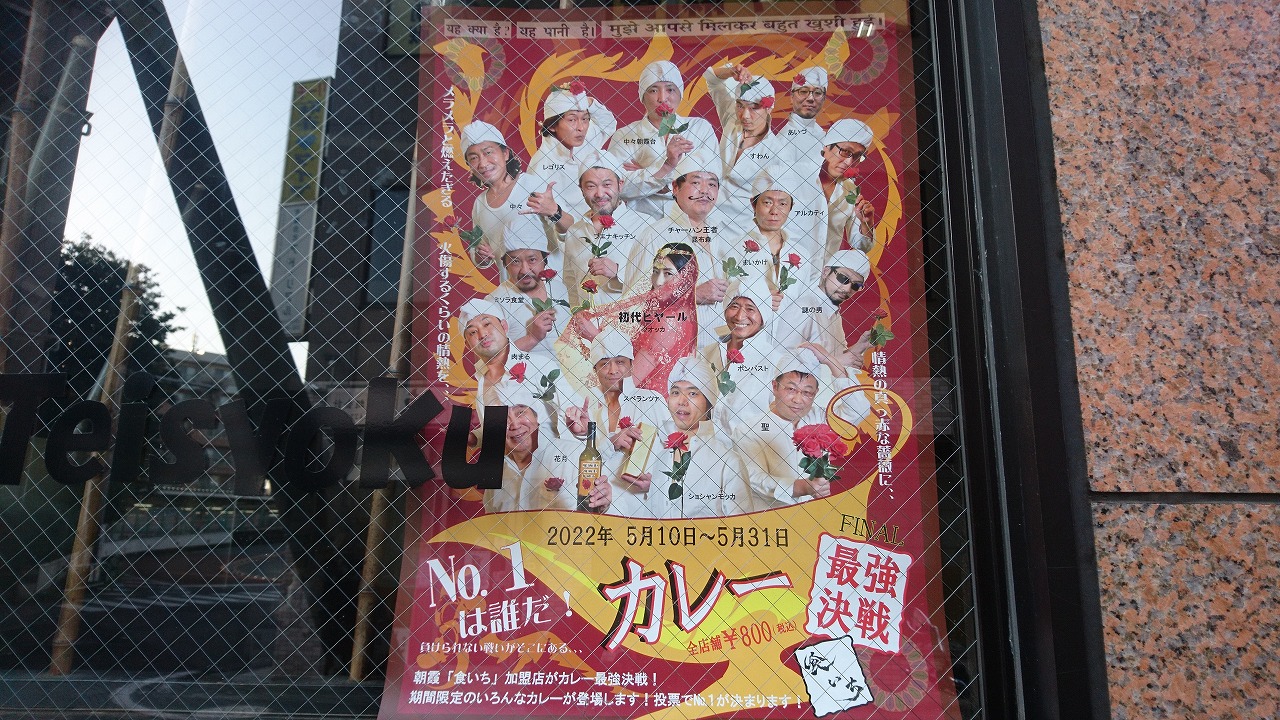 यह क्या है? यह पानी है। मुझे आपसे मिलकर बहुत खुशी हुई।
メラメラと燃えたぎる 火傷するくらいの情熱を、、
情熱の真っ赤な薔薇に、、
中々朝霞台
すわん
あいづ
レゴリス
中々
アルカティ
チャーハン王者
昆布森
まいかけ
ミソラ食堂
謎の男
初代ビヤール
肉まる
ボンバスト
スペランツァ
聖
花月
ジョシャンモッカ
Teisyoku
2022年 5月10日~5月31日
FINAL
No.1
は誰だ!
カレー
最強
決戦
全店舗¥800(税込)
負けられない戦いがそこにある...
朝霞「食いち」加盟店がカレー最強決戦!
期間限定のいろんなカレーが登場します!投票でNo.1が決まります!